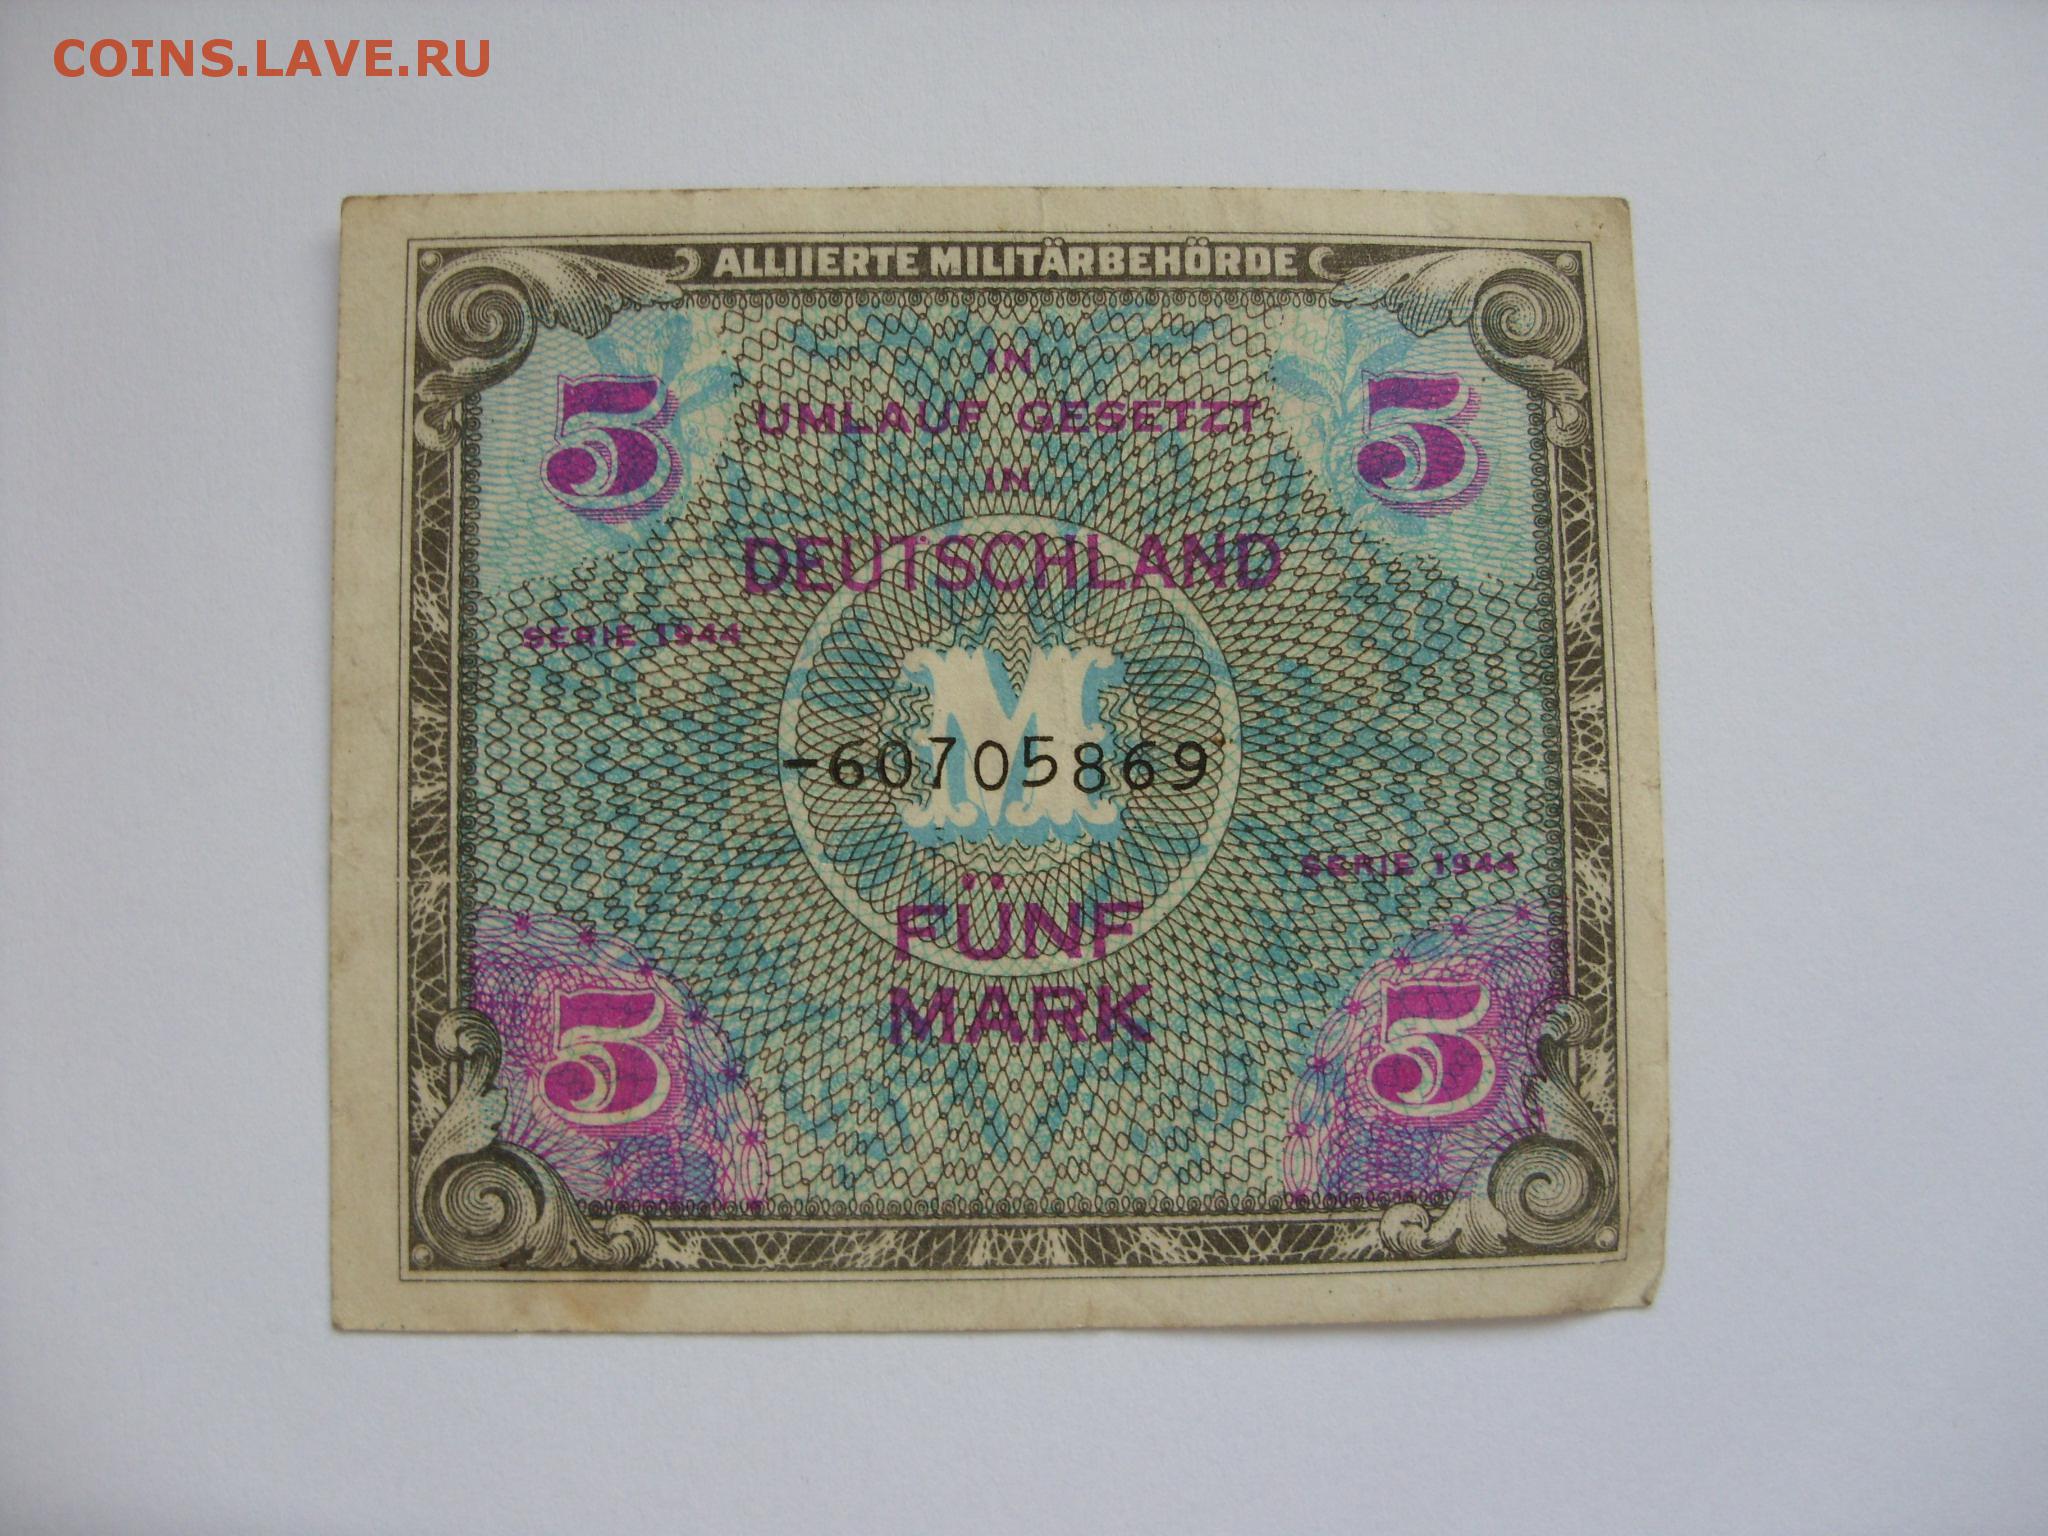 COINS.LAVE.RU
ALLIIERTE MILITÄRBEHÖRDE
5 5
IN
UMLAUF GESETZT
IN
DEUTSCHLAND
SERIE 1944
M
-60705869
SERIE 1944
FÜNF
MARK
5 5